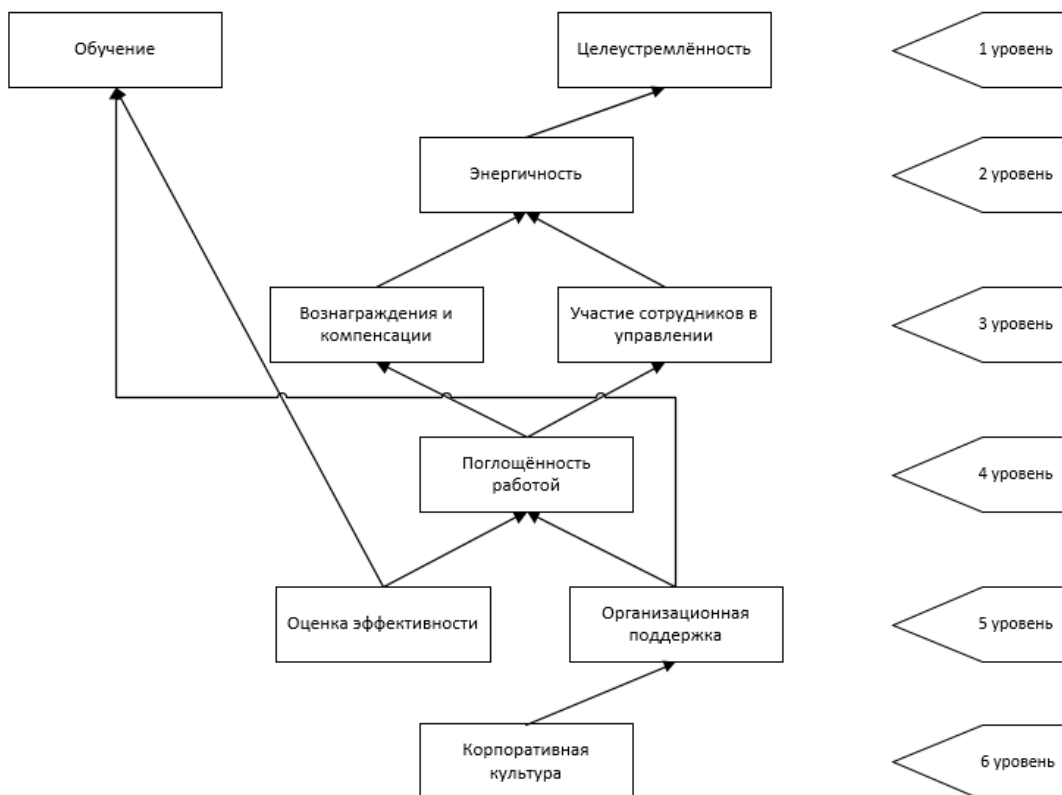 Обучение
Целеустремлённость
1 уровень
Энергичность
2 уровень
Вознаграждения и
компенсации
Участие сотрудников в
управлении
3 уровень
Поглощённость
работой
4 уровень
Оценка эффективности
Организационная
поддержка
5 уровень
Корпоративная
культура
6 уровень